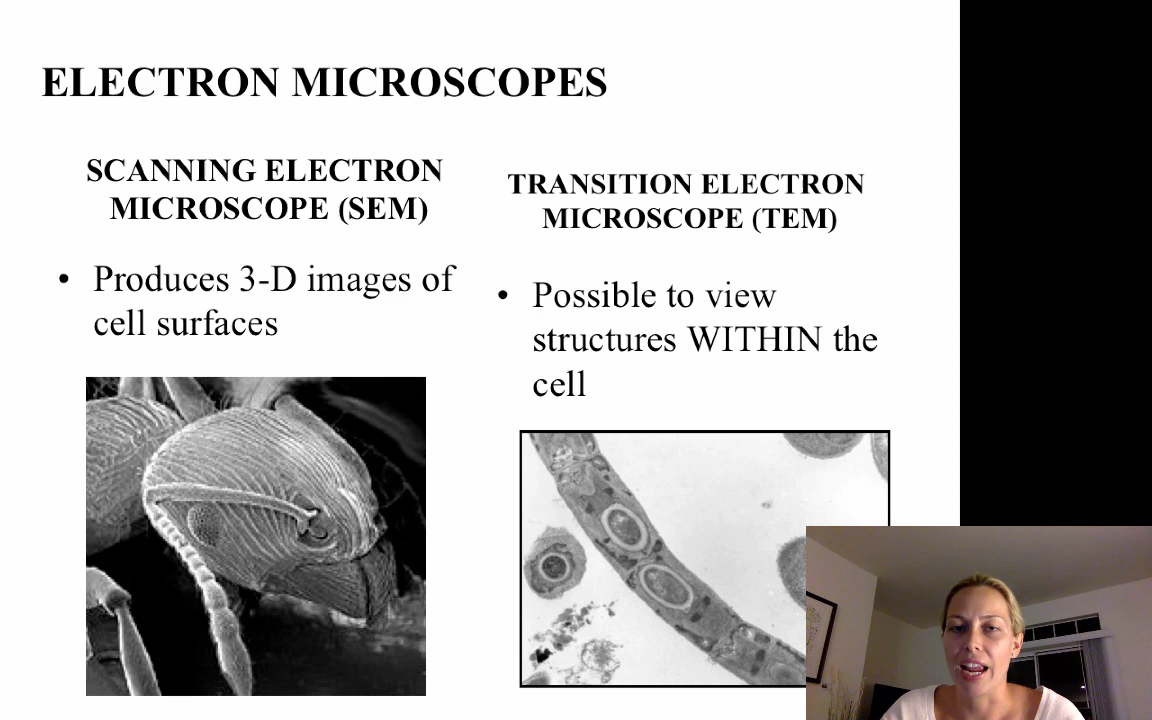 ELECTRON MICROSCOPES
SCANNING ELECTRON
MICROSCOPE (SEM)
• Produces 3-D images of
cell surfaces
TRANSITION ELECTRON
MICROSCOPE (TEM)
• Possible to view
structures WITHIN the
cell